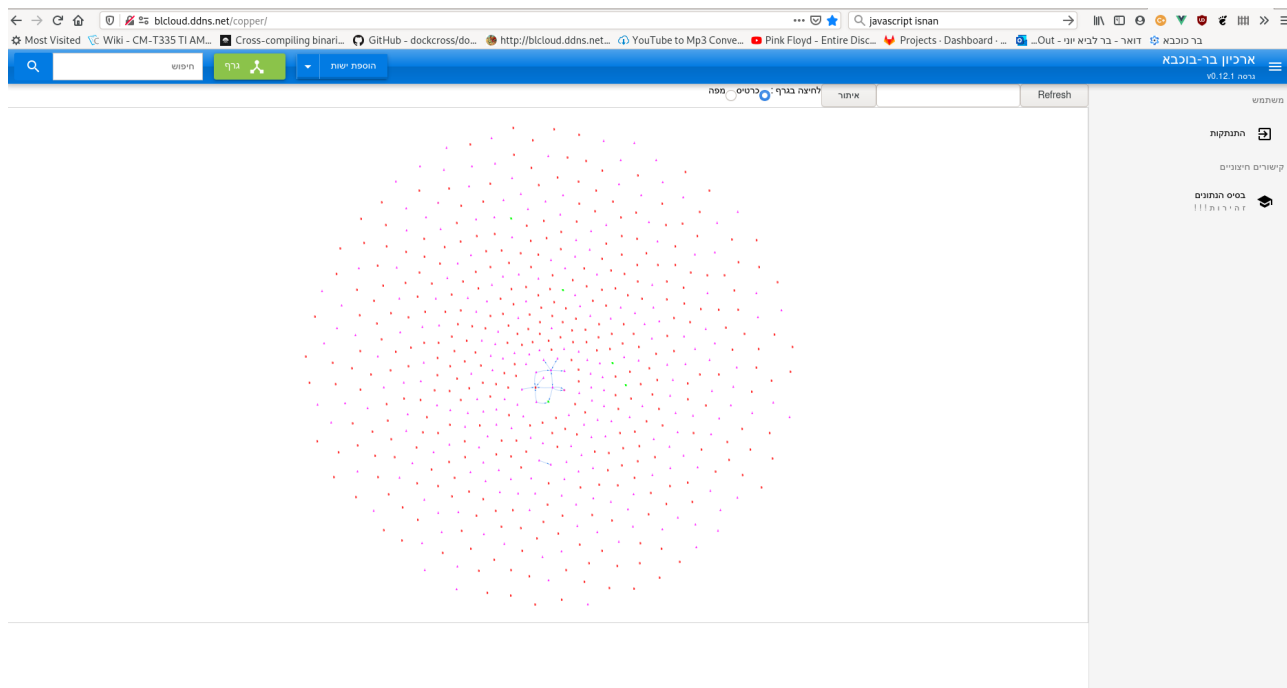 blcloud.ddns.net/copper/
javascript isnan
Most Visited
Wiki - CM-T335 TI AM...
Cross-compiling binari...
GitHub - dockcross/do...
http://blcloud.ddns.net...
YouTube to Mp3 Conve...
Pink Floyd - Entire Disc...
Projects · Dashboard · ...
דואר - בר לביא יוני - Out...
בר כוכבא
ארכיון בר-בוכבא
גרסה v0.12.1
הוספת ישות
גרף
חיפוש
Refresh
איתור
לחיצה בגרף :
כרטיס
מפה
משתמש
התנתקות
קישורים חיצוניים
בסיס הנתונים
זהירות!!!